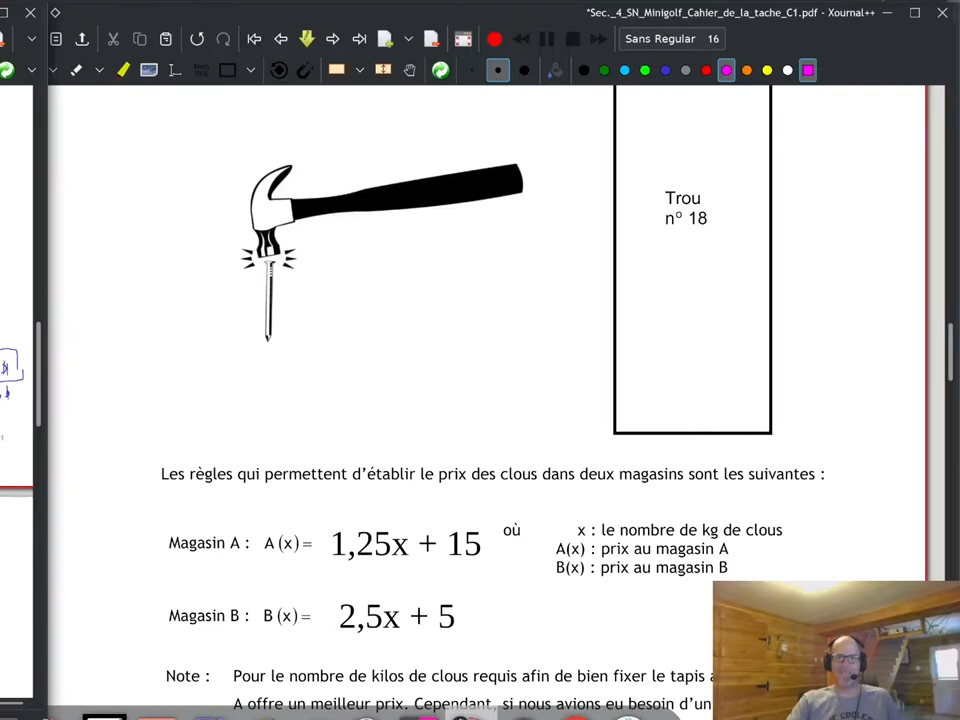 *Sec._4_SN_Minigolf_Cahier_de_la_tache_C1.pdf - Xournal++
Sans Regular 16
Trou
nº 18
Les règles qui permettent d'établir le prix des clous dans deux magasins sont les suivantes :
Magasin A : A(x) = 1,25x + 15 où x : le nombre de kg de clous
A(x) : prix au magasin A
B(x) : prix au magasin B
Magasin B : B(x) = 2,5x + 5
Note : Pour le nombre de kilos de clous requis afin de bien fixer le tapis
A offre un meilleur prix. Cependant, si nous avions eu besoin d'un